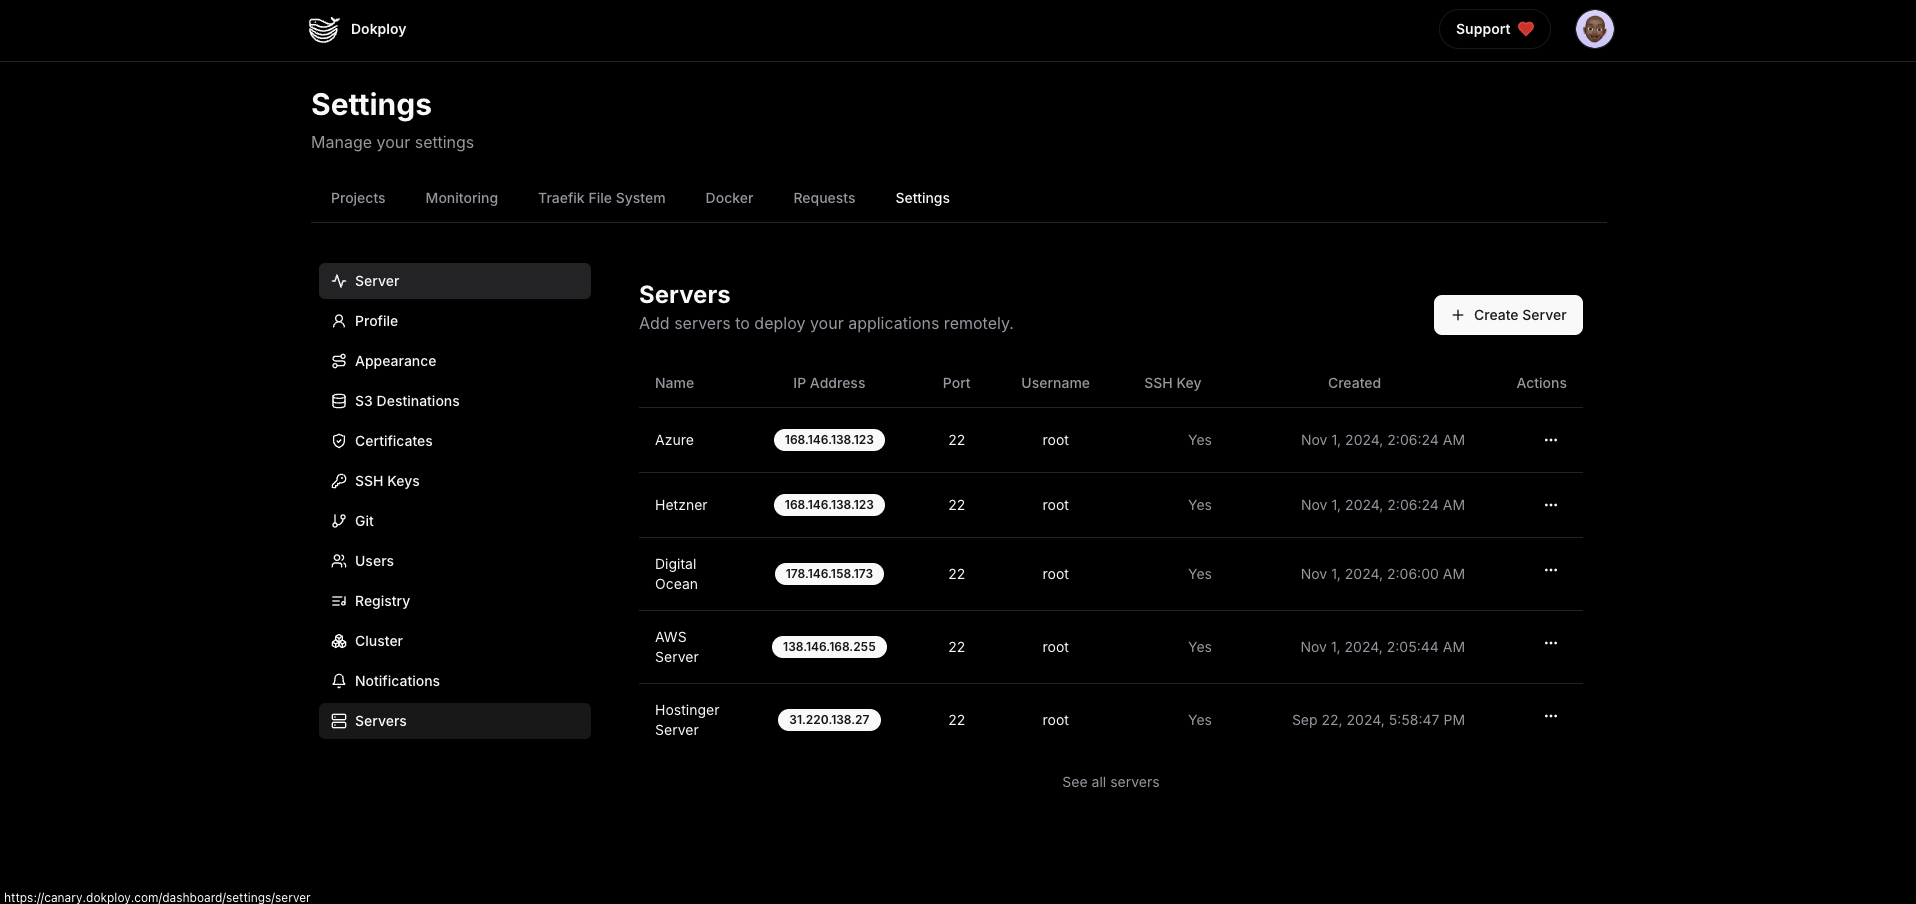 Dokploy
Support
Settings
Manage your settings
Projects Monitoring Traefik File System Docker Requests Settings
Server
Profile
Appearance
S3 Destinations
Certificates
SSH Keys
Git
Users
Registry
Cluster
Notifications
Servers
Servers
Add servers to deploy your applications remotely.
Create Server
Name IP Address Port Username SSH Key Created Actions
Azure 168.146.138.123 22 root Yes Nov 1, 2024, 2:06:24 AM
Hetzner 168.146.138.123 22 root Yes Nov 1, 2024, 2:06:24 AM
Digital
Ocean 178.146.158.173 22 root Yes Nov 1, 2024, 2:06:00 AM
AWS
Server 138.146.168.255 22 root Yes Nov 1, 2024, 2:05:44 AM
Hostinger
Server 31.220.138.27 22 root Yes Sep 22, 2024, 5:58:47 PM
See all servers
https://canary.dokploy.com/dashboard/settings/server